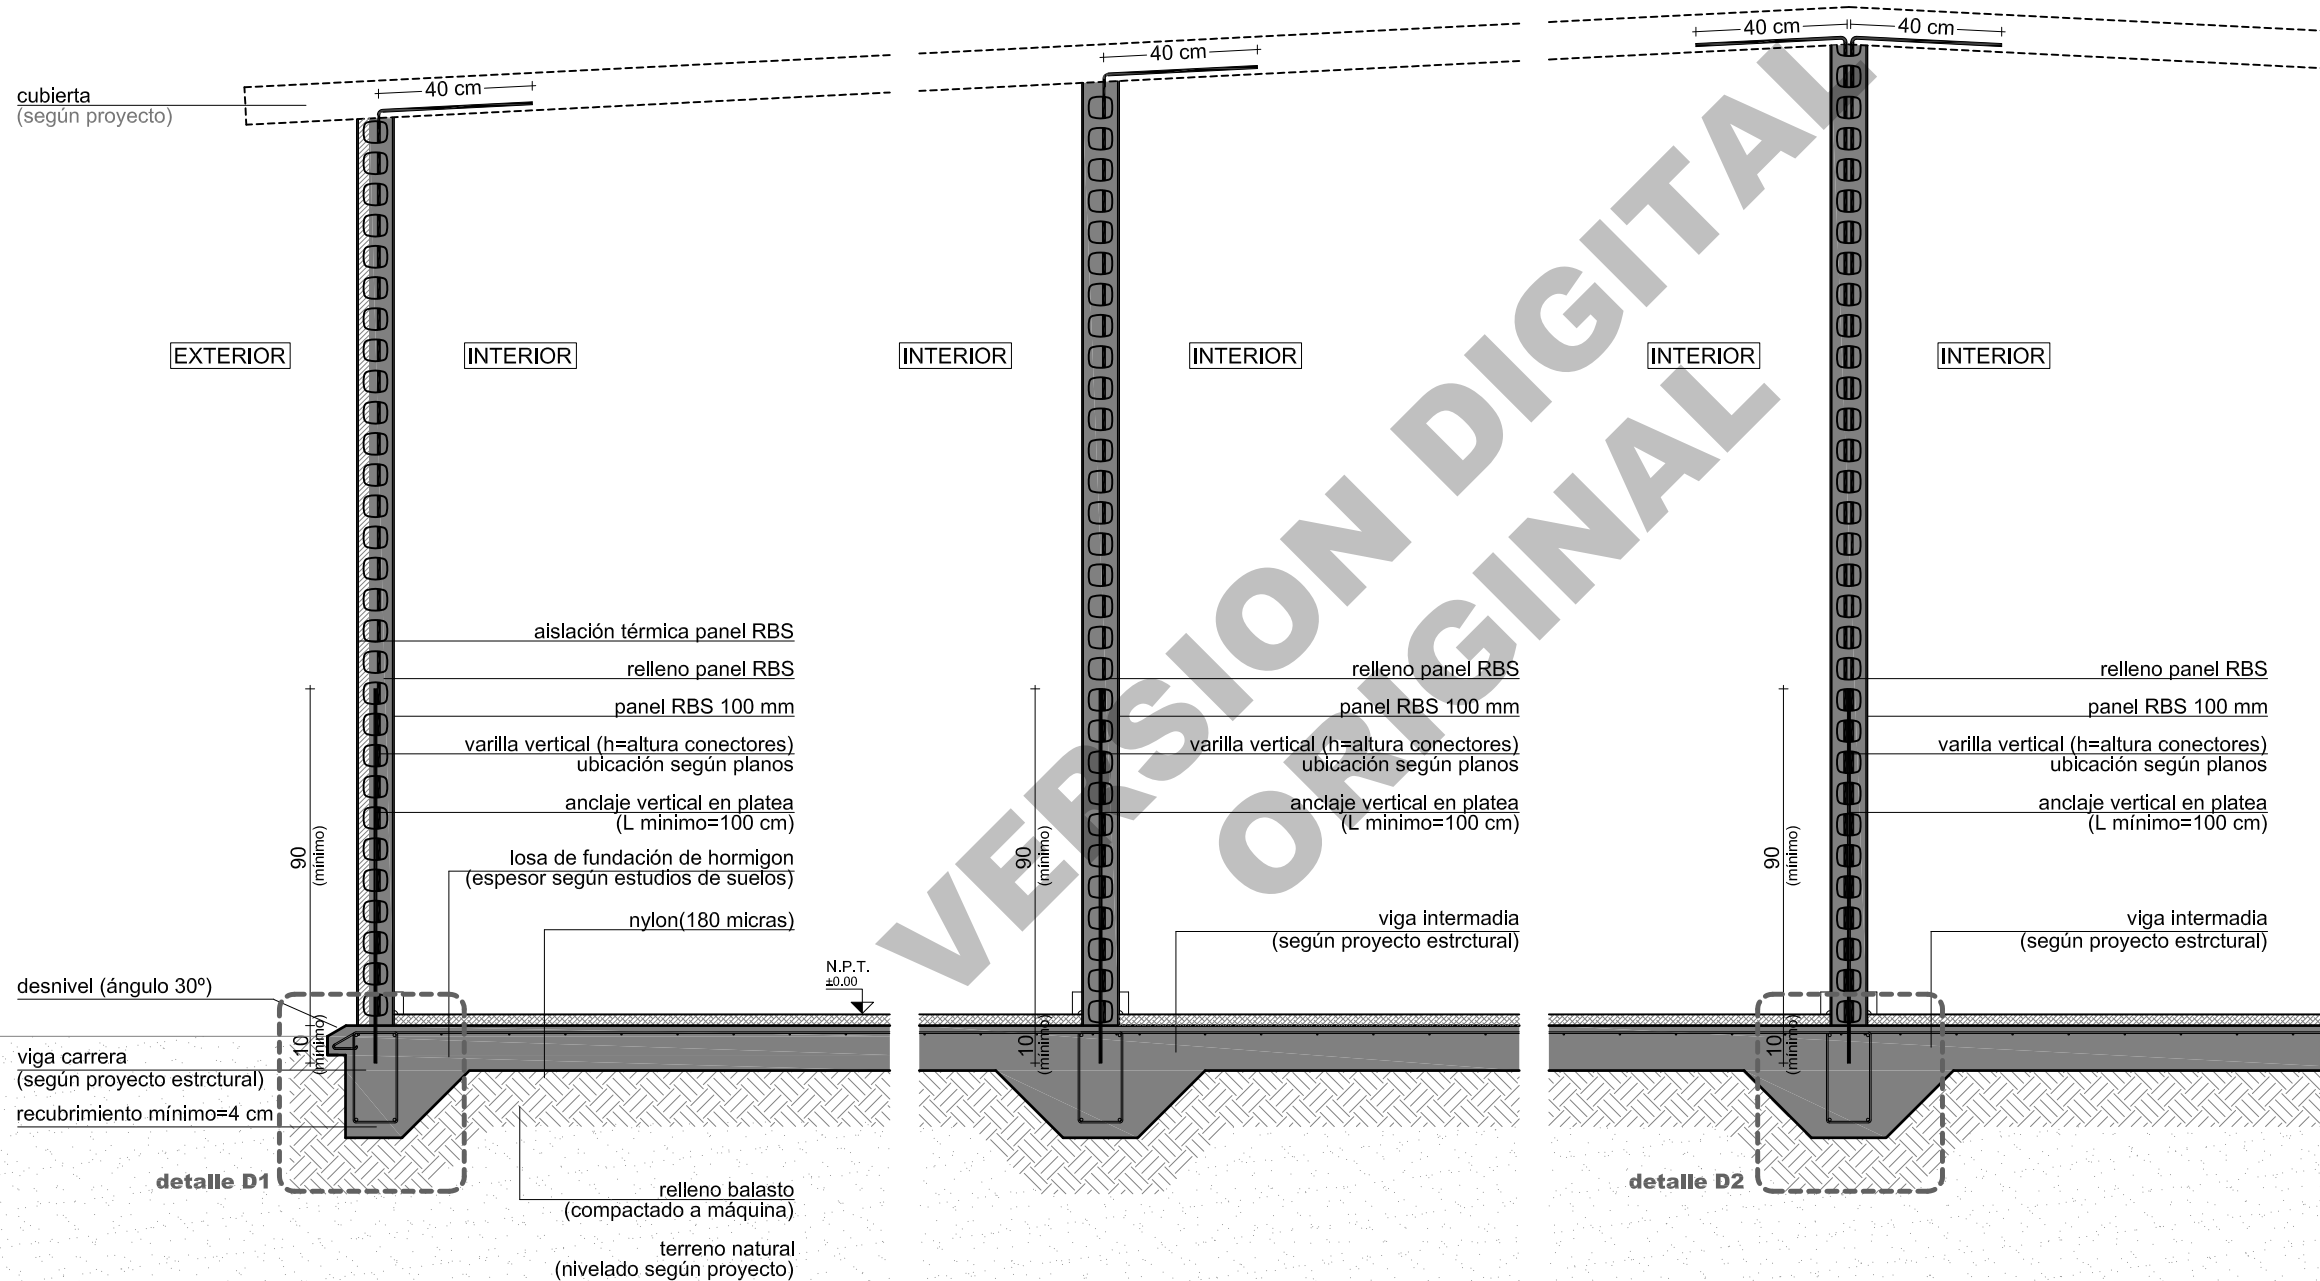 40 cm
40 cm
40 cm
40 cm
cubierta
(según proyecto)
EXTERIOR
INTERIOR
INTERIOR
INTERIOR
INTERIOR
INTERIOR
VERSION DIGITAL
ORIGINAL
aislación térmica panel RBS
relleno panel RBS
panel RBS 100 mm
varilla vertical (h=altura conectores)
ubicación según planos
anclaje vertical en platea
(L minimo=100 cm)
losa de fundación de hormigon
(espesor según estudios de suelos)
nylon(180 micras)
90
(mínimo)
10
(mínimo)
desnivel (ángulo 30º)
viga carrera
(según proyecto estrctural)
recubrimiento mínimo=4 cm
detalle D1
relleno balasto
(compactado a máquina)
terreno natural
(nivelado según proyecto)
N.P.T.
±0.00
relleno panel RBS
panel RBS 100 mm
varilla vertical (h=altura conectores)
ubicación según planos
anclaje vertical en platea
(L minimo=100 cm)
90
(mínimo)
viga intermadia
(según proyecto estrctural)
10
(mínimo)
relleno panel RBS
panel RBS 100 mm
varilla vertical (h=altura conectores)
ubicación según planos
anclaje vertical en platea
(L mínimo=100 cm)
90
(mínimo)
viga intermadia
(según proyecto estrctural)
10
(mínimo)
detalle D2